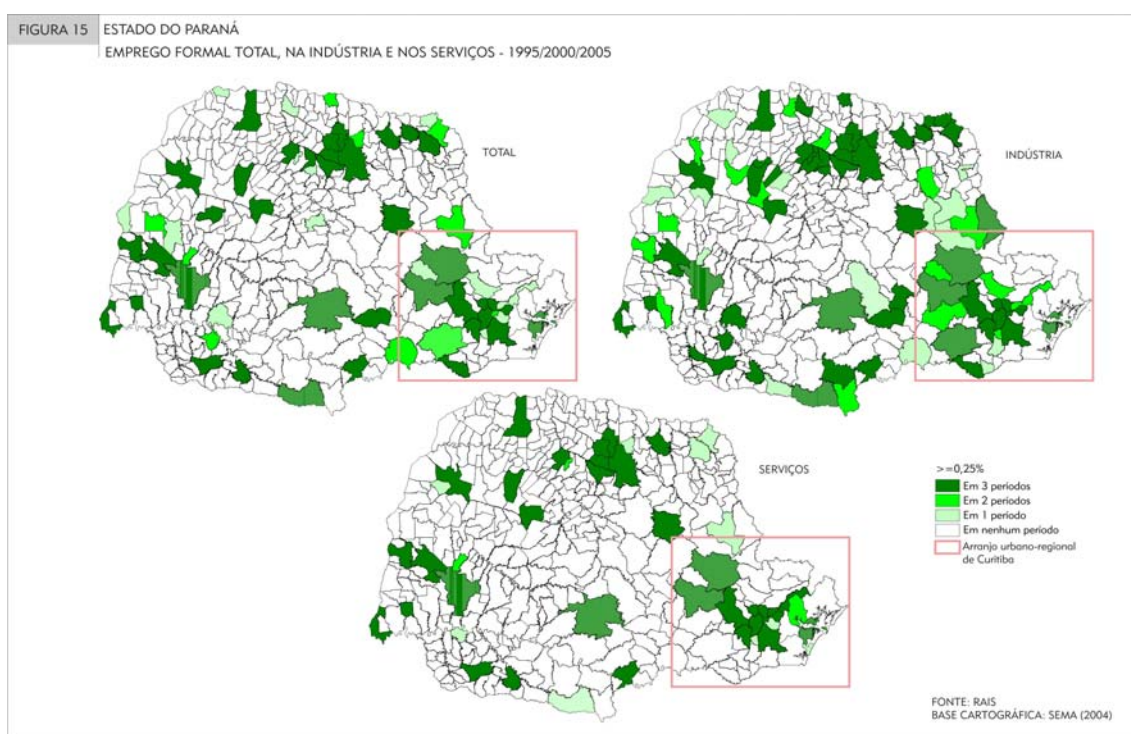 FIGURA 15
ESTADO DO PARANÁ
EMPREGO FORMAL TOTAL, NA INDÚSTRIA E NOS SERVIÇOS - 1995/2000/2005
TOTAL
INDÚSTRIA
SERVIÇOS
>=0,25%
Em 3 períodos
Em 2 períodos
Em 1 período
Em nenhum período
Arranjo urbano-regional
de Curitiba
FONTE: RAIS
BASE CARTOGRÁFICA: SEMA (2004)